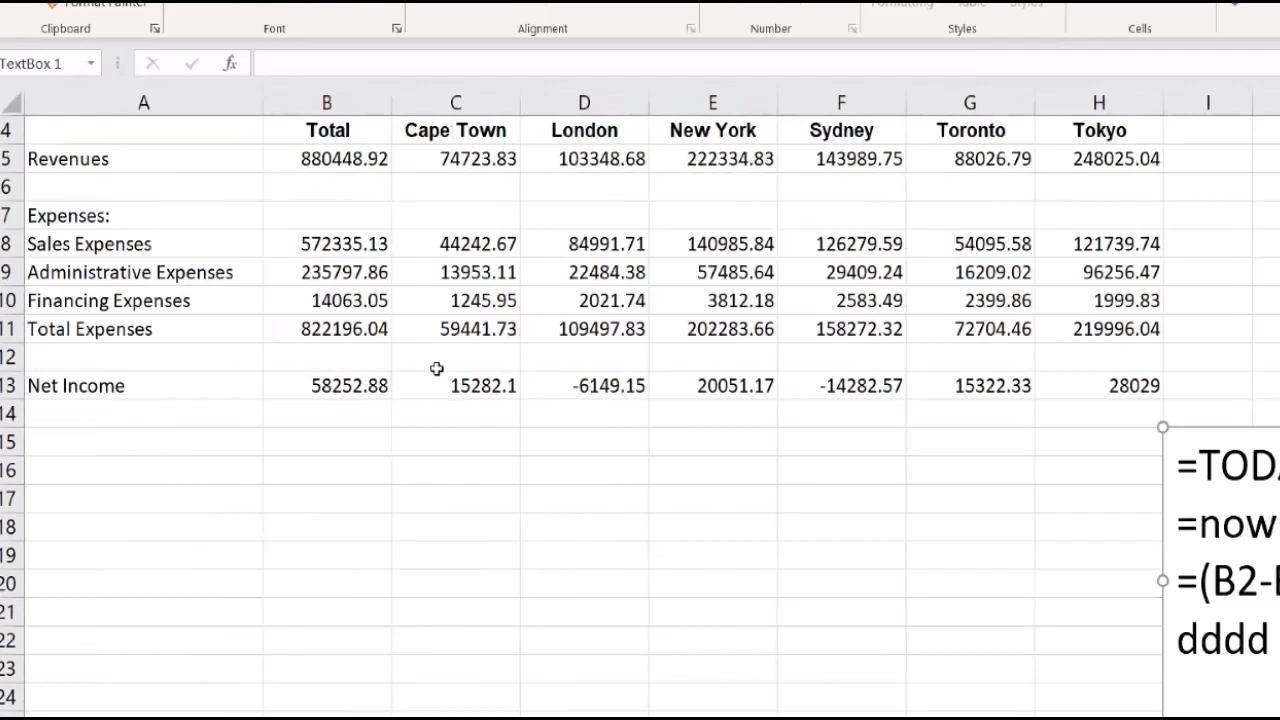 Format Painter
Formatting Table Styles
Clipboard Font Alignment Number Styles Cells
TextBox 1 fx
A B C D E F G H I
4 Total Cape Town London New York Sydney Toronto Tokyo
5 Revenues 880448.92 74723.83 103348.68 222334.83 143989.75 88026.79 248025.04
6
7 Expenses:
8 Sales Expenses 572335.13 44242.67 84991.71 140985.84 126279.59 54095.58 121739.74
9 Administrative Expenses 235797.86 13953.11 22484.38 57485.64 29409.24 16209.02 96256.47
10 Financing Expenses 14063.05 1245.95 2021.74 3812.18 2583.49 2399.86 1999.83
11 Total Expenses 822196.04 59441.73 109497.83 202283.66 158272.32 72704.46 219996.04
12
13 Net Income 58252.88 15282.1 -6149.15 20051.17 -14282.57 15322.33 28029
14
15
16 =TODA
17
18 =now
19
20 =(B2-
21
22 dddd
23
24